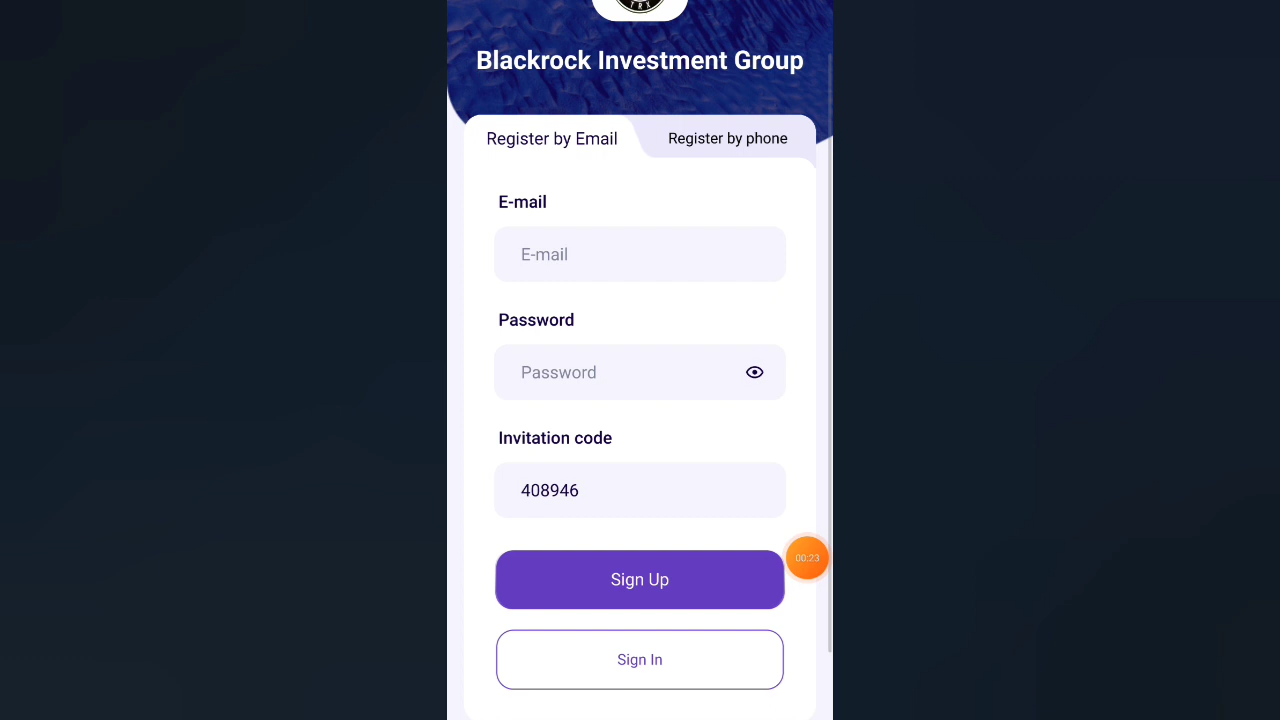 TRX
Blackrock Investment Group
Register by Email
Register by phone
E-mail
E-mail
Password
Password
Invitation code
408946
00:23
Sign Up
Sign In